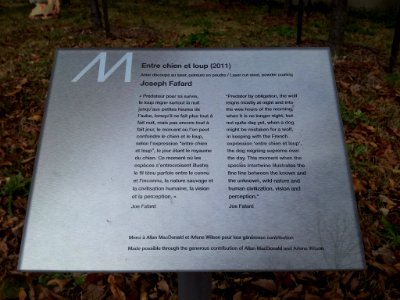 M
Entre chien et loup (2011)
Acier découpé au laser, peinture en poudre / Laser cut steel, powder coating
Joseph Fafard
« Prédateur pour sa survie,
le loup règne surtout la nuit
jusqu'aux petites heures de
l'aube, lorsqu'il ne fait plus tout à
fait nuit, mais pas encore tout à
fait jour, le moment où l'on peut
confondre le chien et le loup,
selon l'expression "entre chien
et loup", le jour étant le royaume
du chien. Ce moment où les
espèces s'entrecroisent illustre
le fil ténu parfois entre le connu
et l'inconnu, la nature sauvage et
la civilisation humaine, la vision
et la perception. »
Joe Fafard
"Predator by obligation, the wolf
reigns mostly at night and into
the wee hours of the morning,
when it is no longer night, but
not quite day yet, when a dog
might be mistaken for a wolf,
in keeping with the French
expression "entre chien et loup",
the dog reigning supreme over
the day. This moment when the
species intertwine illustrates the
fine line between the known and
the unknown, wild nature and
human civilization, vision and
perception."
Joe Fafard
Merci à Allan MacDonald et Arlena Wilson pour leur généreuse contribution
Made possible through the generous contribution of Allan MacDonald and Arlena Wilson